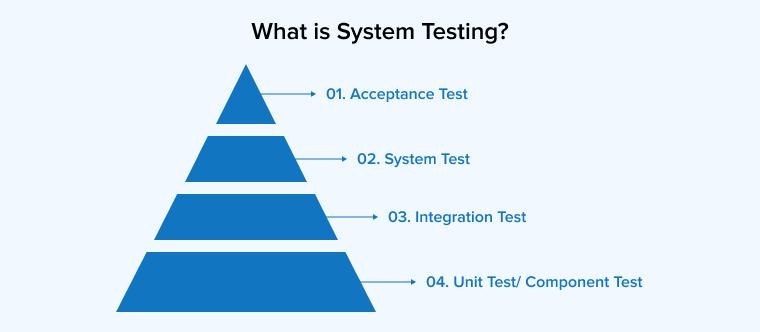 What is System Testing?
01. Acceptance Test
02. System Test
03. Integration Test
04. Unit Test/ Component Test